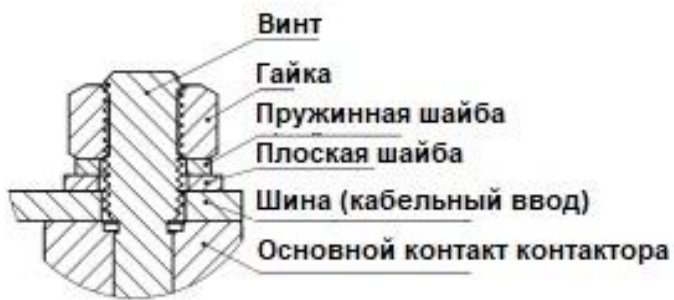 Винт
Гайка
Пружинная шайба
Плоская шайба
Шина (кабельный ввод)
Основной контакт контактора